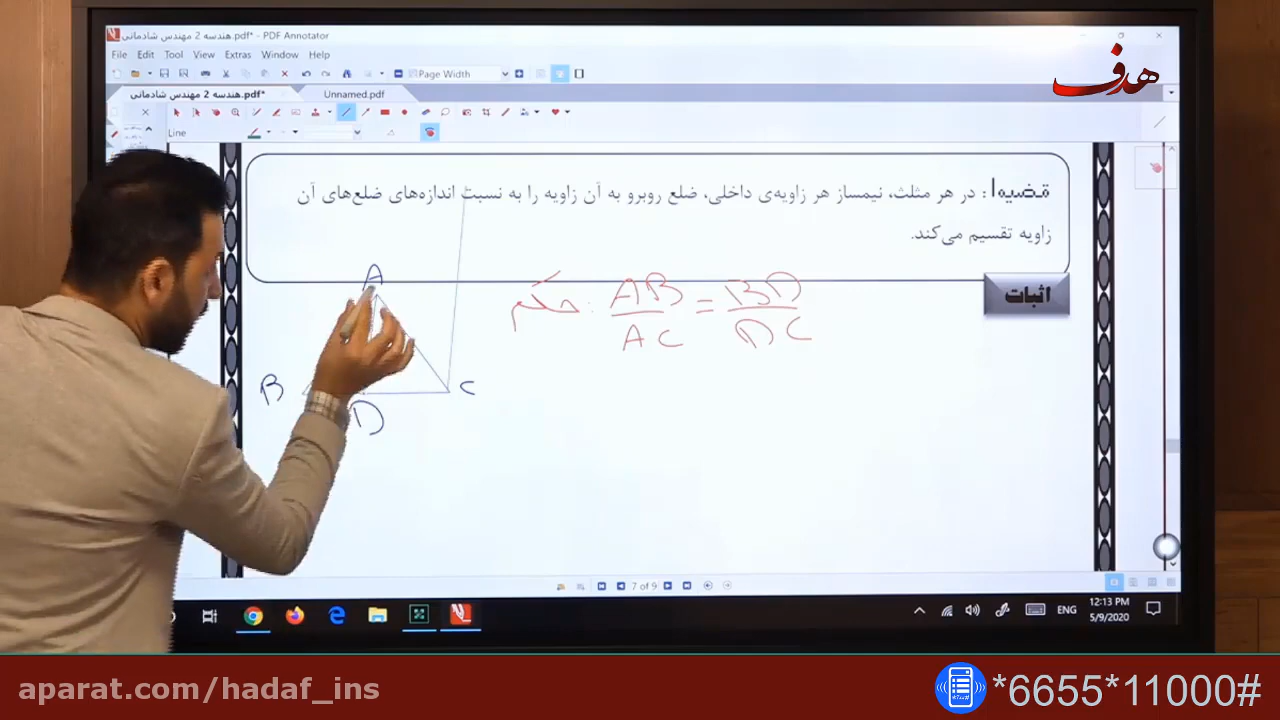 هندسه 2 مهندس شادمانی.pdf* - PDF Annotator
هدف
File Edit Tool View Extras Window Help
Page Width
هندسه 2 مهندس شادمانی.pdf*
Unnamed.pdf
Line
قضیه ۱: در هر مثلث، نیمساز هر زاویه‌ی داخلی، ضلع روبرو به آن زاویه را به نسبت اندازه‌های ضلع‌های آن
زاویه تقسیم می‌کند.
اثبات
حکم: AB/AC = BD/DC
A
B
D
C
7 of 9
ENG
12:13 PM
5/9/2020
aparat.com/hadaf_ins
*6655*11000#